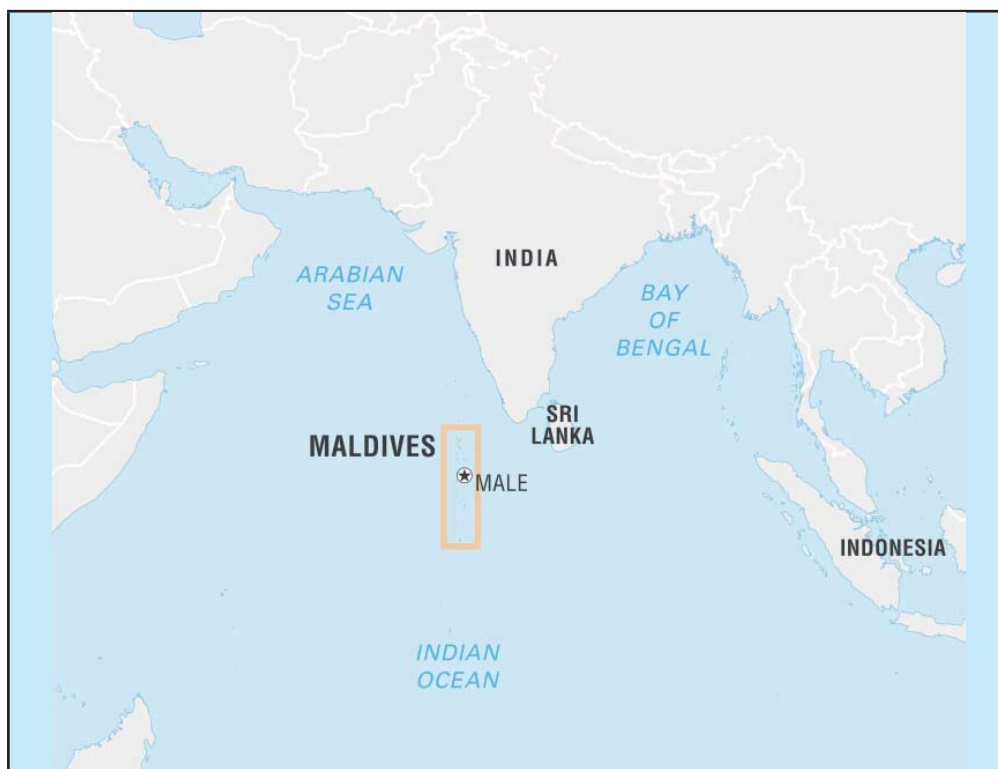 INDIA
ARABIAN
SEA
BAY
OF
BENGAL
SRI
LANKA
MALDIVES
MALE
INDONESIA
INDIAN
OCEAN